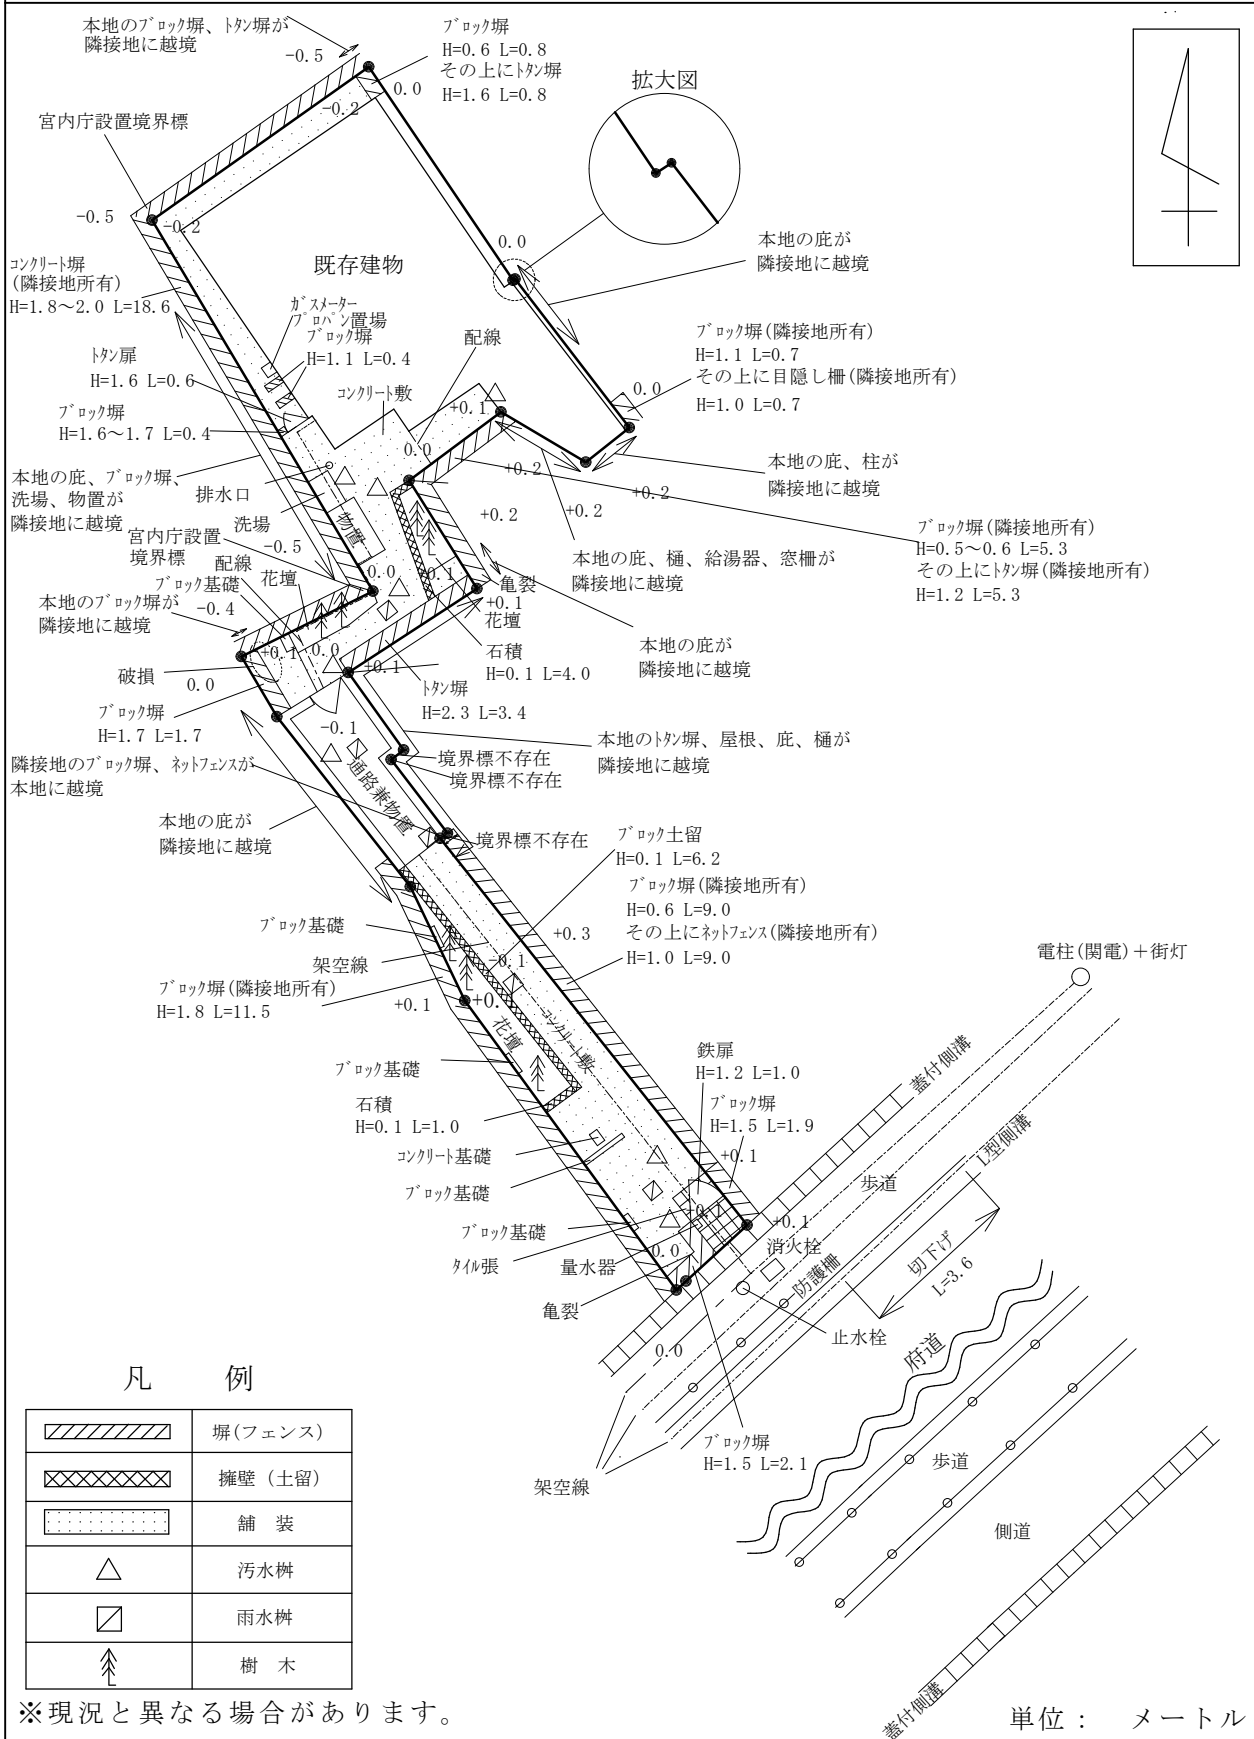 本地のブロック塀、トタン塀が
隣接地に越境
-0.5
ブロック塀
H=0.6 L=0.8
その上にトタン塀
H=1.6 L=0.8
0.0
-0.2
拡大図
宮内庁設置境界標
-0.5
-0.2
0.0
本地の庇が
隣接地に越境
コンクリート塀
(隣接地所有)
H=1.8～2.0 L=18.6
既存建物
ガスメーター
プロパン置場
ブロック塀
H=1.1 L=0.4
配線
ブロック塀(隣接地所有)
H=1.1 L=0.7
その上に目隠し柵(隣接地所有)
H=1.0 L=0.7
0.0
トタン扉
H=1.6 L=0.6
コンクリート敷
+0.1
ブロック塀
H=1.6～1.7 L=0.4
0.0
+0.2
本地の庇、柱が
隣接地に越境
+0.2
本地の庇、ブロック塀、
洗場、物置が
隣接地に越境
排水口
洗場
物置
+0.2
+0.2
ブロック塀(隣接地所有)
H=0.5～0.6 L=5.3
その上にトタン塀(隣接地所有)
H=1.2 L=5.3
宮内庁設置
境界標
-0.5
本地の庇、樋、給湯器、窓柵が
隣接地に越境
配線
ブロック基礎
花壇
0.0
+0.1
亀裂
+0.1
花壇
本地のブロック塀が
隣接地に越境
-0.4
石積
H=0.1 L=4.0
本地の庇が
隣接地に越境
+0.1
0.0
+0.1
破損
0.0
トタン塀
H=2.3 L=3.4
ブロック塀
H=1.7 L=1.7
-0.1
本地のトタン塀、屋根、庇、樋が
隣接地に越境
境界標不存在
境界標不存在
隣接地のブロック塀、ネットフェンスが
本地に越境
通路兼物置
本地の庇が
隣接地に越境
境界標不存在
ブロック土留
H=0.1 L=6.2
ブロック塀(隣接地所有)
H=0.6 L=9.0
その上にネットフェンス(隣接地所有)
H=1.0 L=9.0
ブロック基礎
+0.3
架空線
-0.1
電柱(関電)＋街灯
ブロック塀(隣接地所有)
H=1.8 L=11.5
+0.1
花壇
コンクリート敷
鉄扉
H=1.2 L=1.0
蓋付側溝
ブロック基礎
石積
H=0.1 L=1.0
ブロック塀
H=1.5 L=1.9
L型側溝
コンクリート基礎
+0.1
歩道
ブロック基礎
+0.1
+0.1
ブロック基礎
消火栓
切下げ
L=3.6
タイル張
量水器
0.0
防護柵
亀裂
止水栓
0.0
府道
凡　例
塀(フェンス)
擁壁（土留）
舗　装
汚水桝
雨水桝
樹　木
ブロック塀
H=1.5 L=2.1
架空線
歩道
側道
蓋付側溝
※現況と異なる場合があります。
単位：　メートル